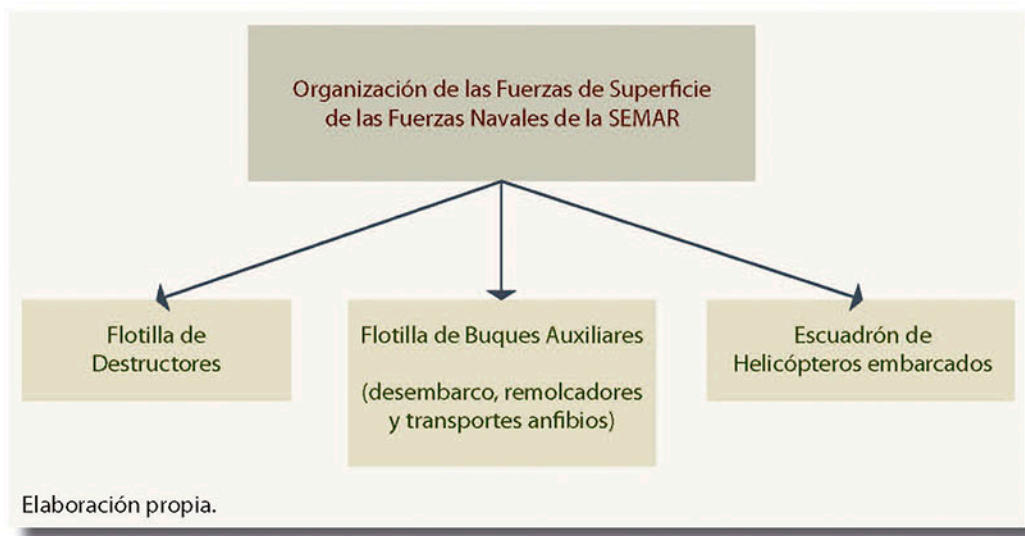 Organización de las Fuerzas de Superficie
de las Fuerzas Navales de la SEMAR
Flotilla de
Destructores
Flotilla de Buques Auxiliares
(desembarco, remolcadores
y transportes anfibios)
Escuadrón de
Helicópteros embarcados
Elaboración propia.